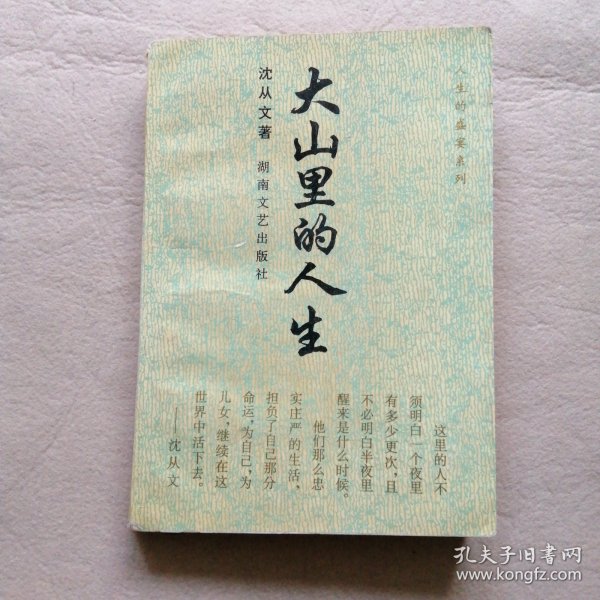 人生的盛宴系列
大山里的人生
沈从文著
湖南文艺出版社
这里的人不
须明白一个夜里
有多少更次，且
不必明白半夜里
醒来是什么时候。
他们那么忠
实庄严的生活，
担负了自己那分
命运，为自己，为
儿女，继续在这
世界中活下去。
——沈从文
孔夫子旧书网
www.kongfz.com